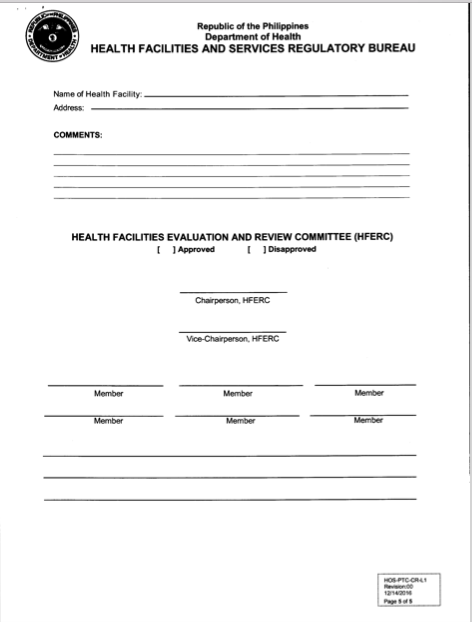 Republic of the Philippines
Department of Health
HEALTH FACILITIES AND SERVICES REGULATORY BUREAU
Name of Health Facility:
Address:
COMMENTS:
HEALTH FACILITIES EVALUATION AND REVIEW COMMITTEE (HFERC)
[ ] Approved [ ] Disapproved
Chairperson, HFERC
Vice-Chairperson, HFERC
Member Member Member
Member Member Member
HOS-PTC-CR-L1
Revision:00
12/14/2016
Page 5 of 5